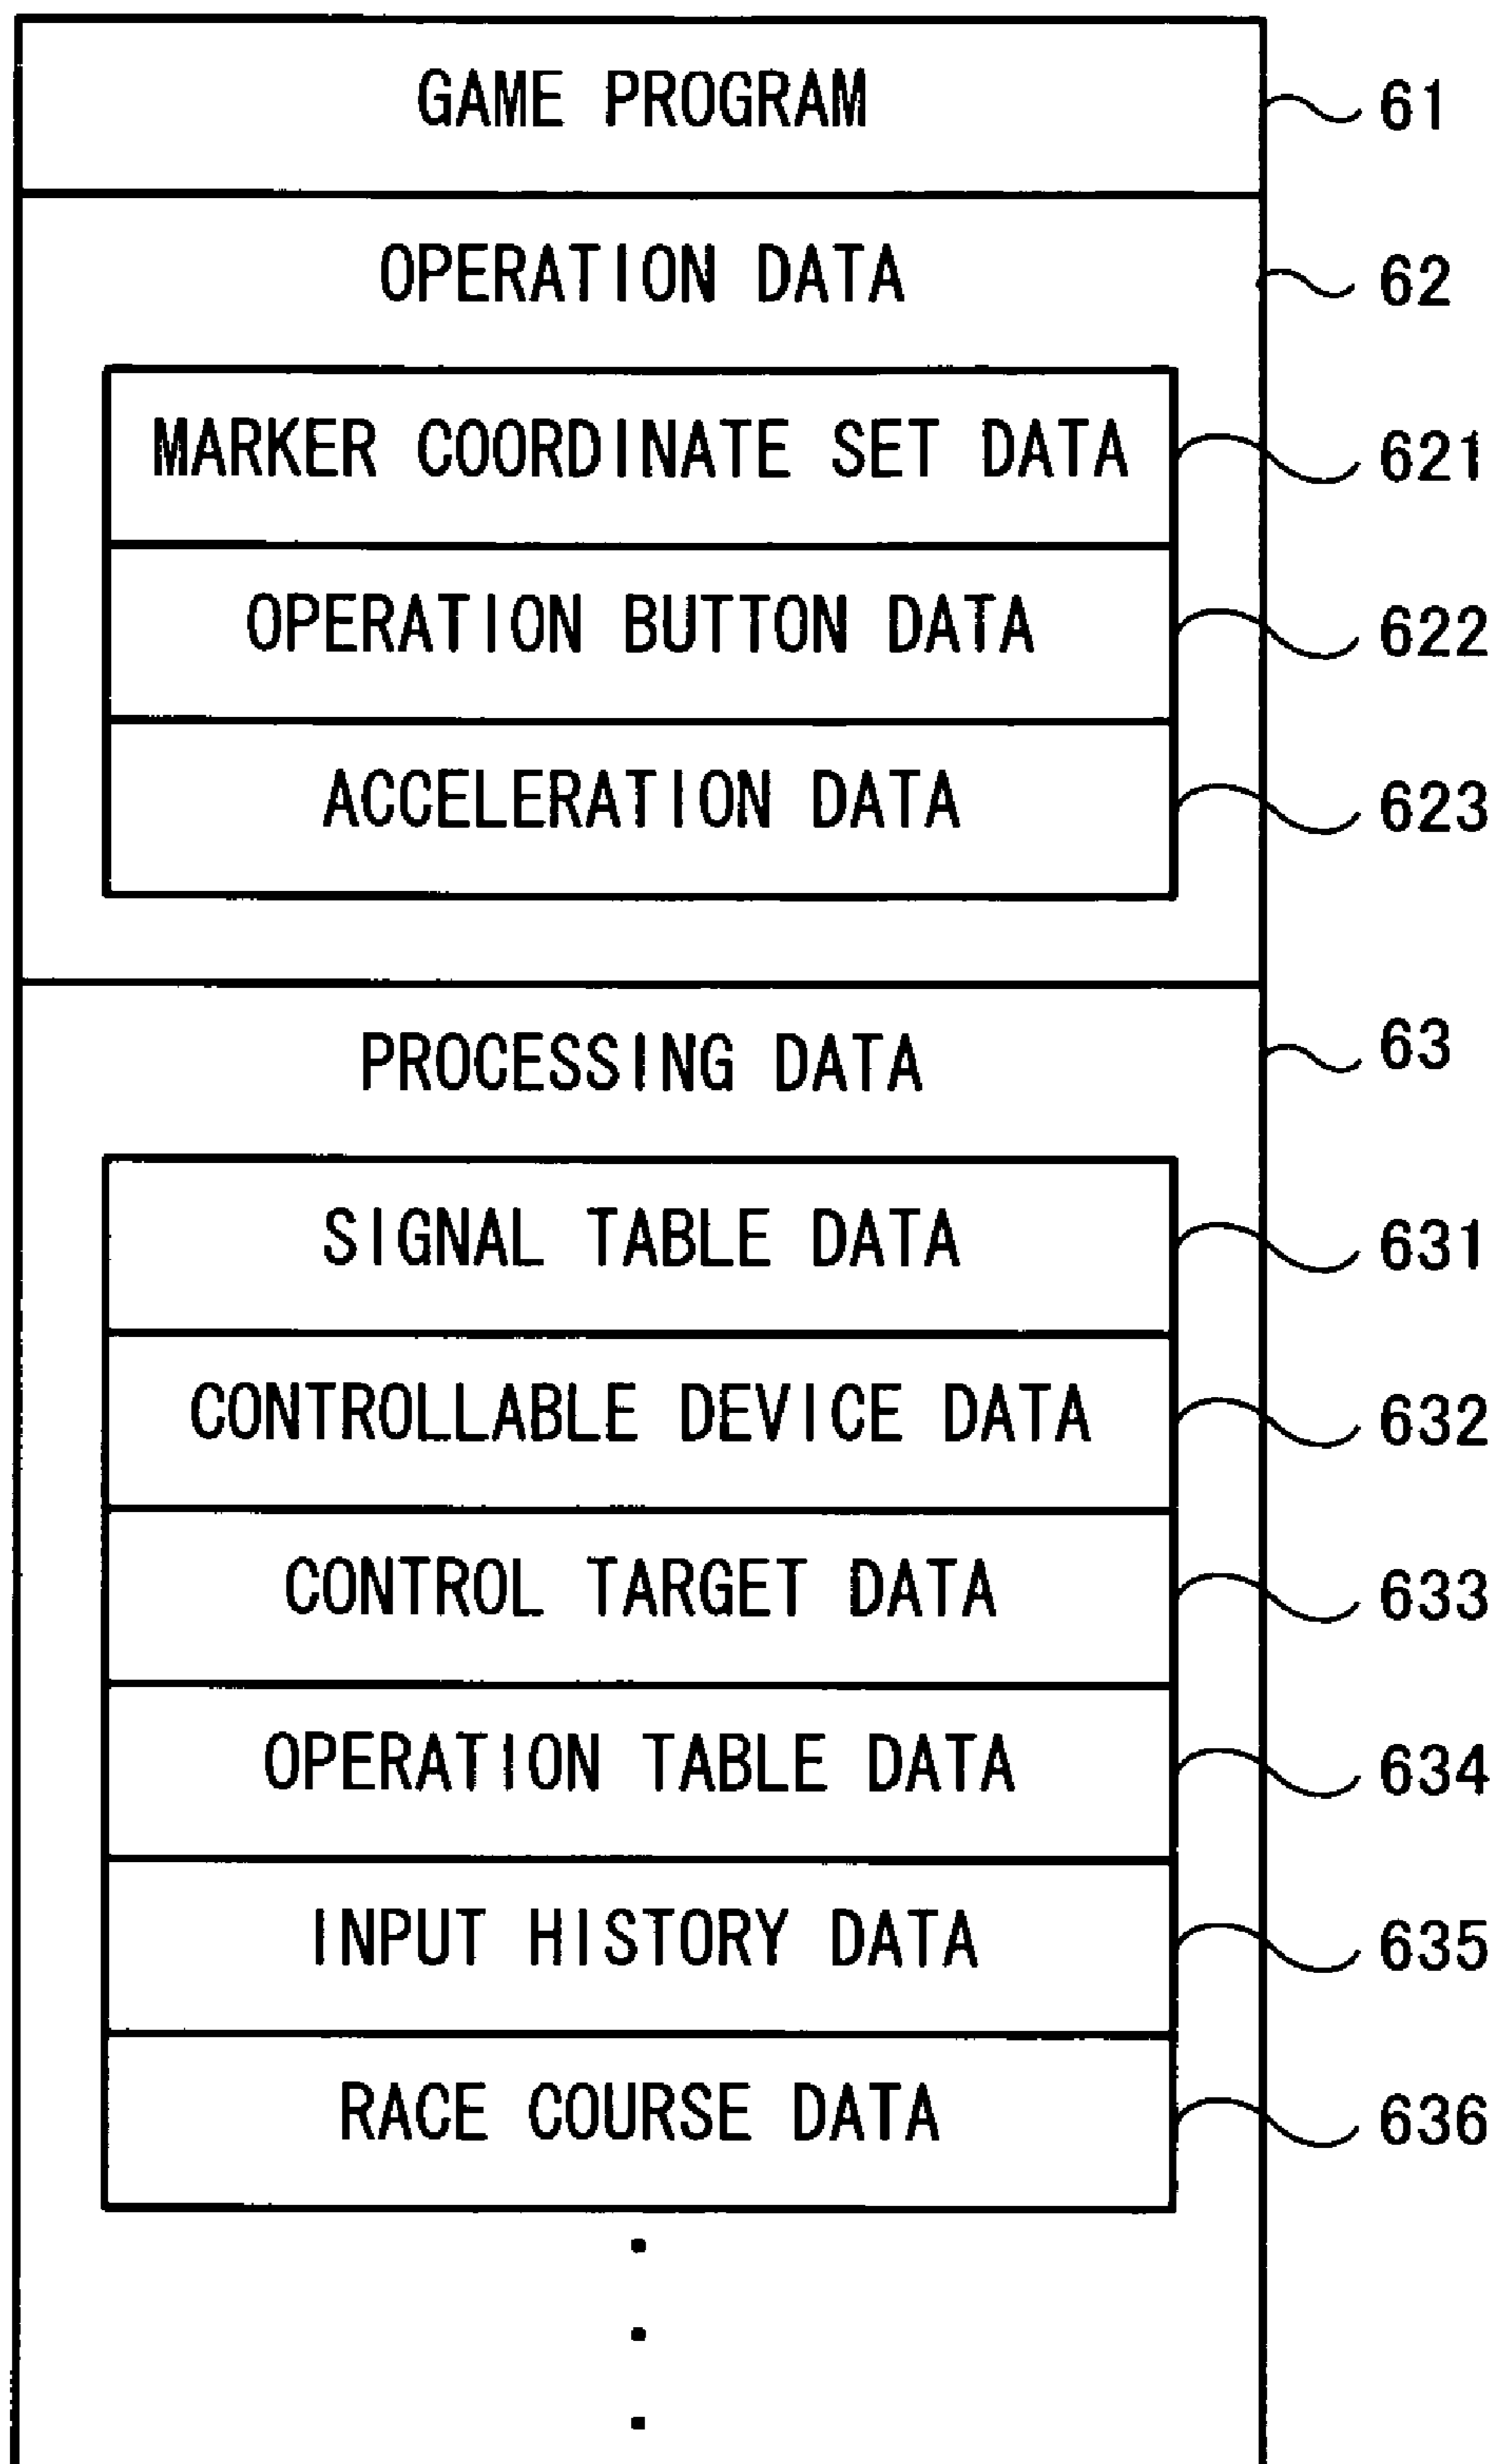 GAME PROGRAM 61
OPERATION DATA 62
MARKER COORDINATE SET DATA 621
OPERATION BUTTON DATA 622
ACCELERATION DATA 623
PROCESSING DATA 63
SIGNAL TABLE DATA 631
CONTROLLABLE DEVICE DATA 632
CONTROL TARGET DATA 633
OPERATION TABLE DATA 634
INPUT HISTORY DATA 635
RACE COURSE DATA 636